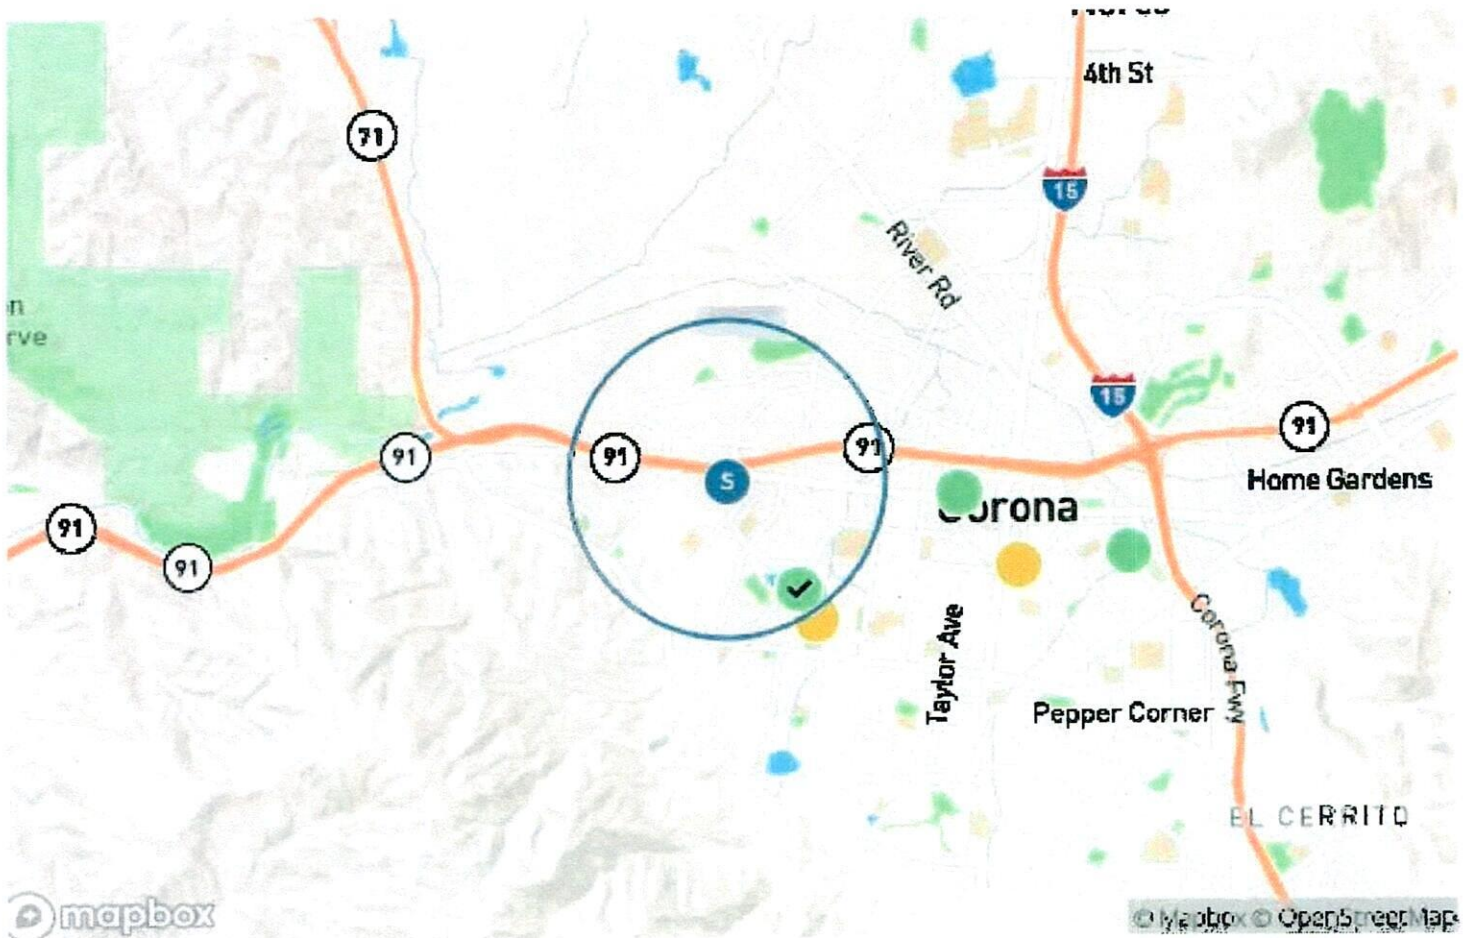 4th St
71
15
River Rd
n
rve
15
91
91
91
91
S
Home Gardens
Corona
91
91
✓
Corona Fwy
Taylor Ave
Pepper Corner
EL CERRITO
mapbox
© Mapbox © OpenStreetMap